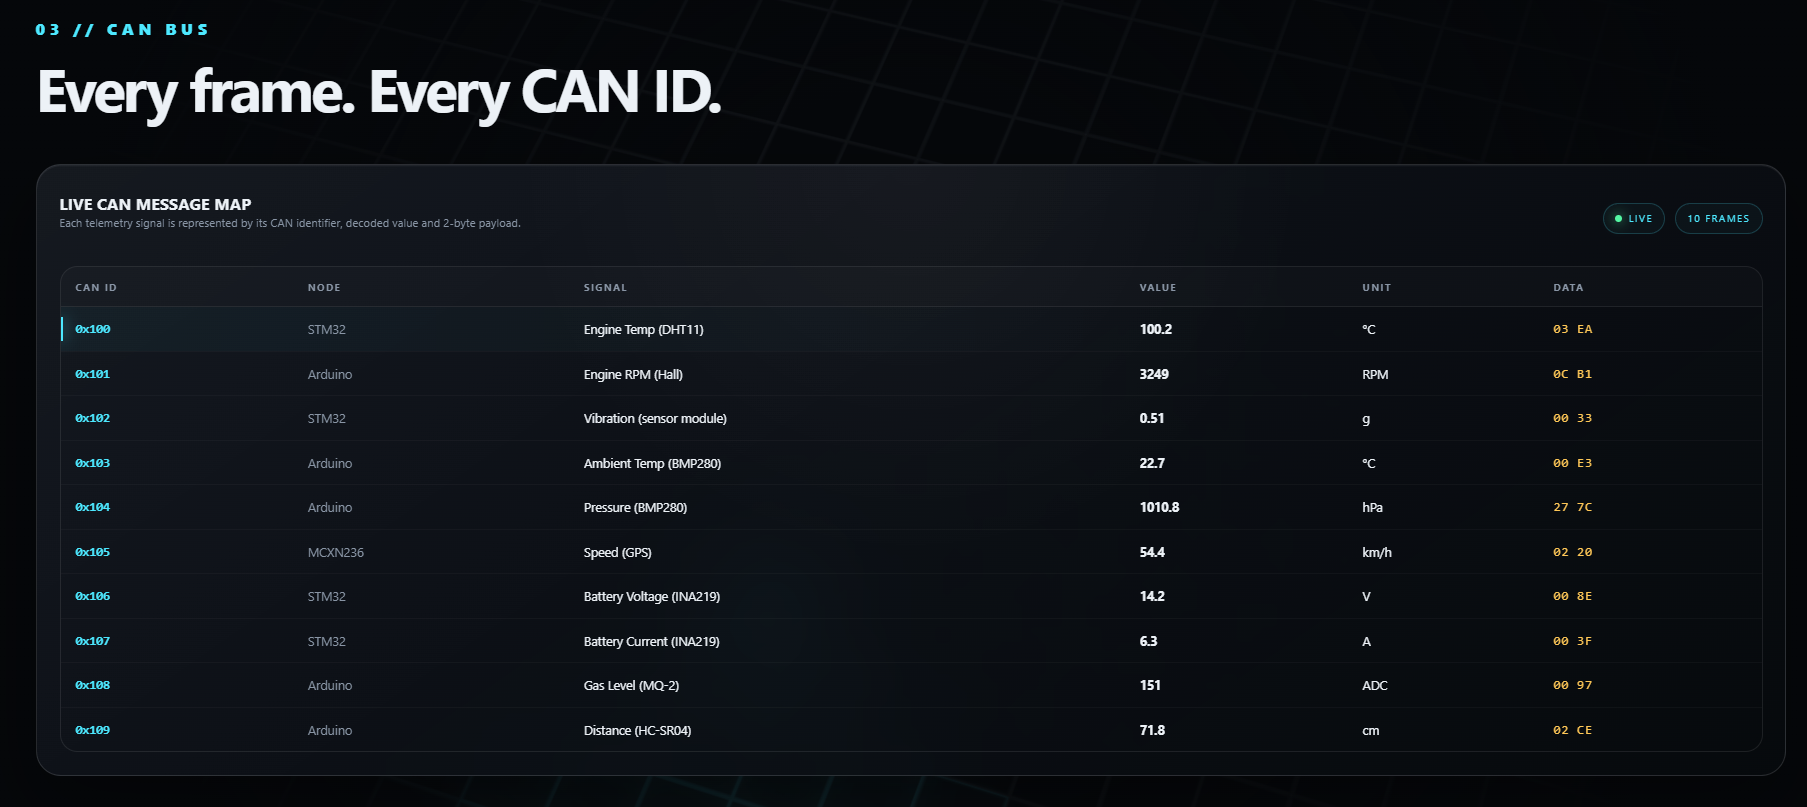 03 // CAN BUS
Every frame. Every CAN ID.
LIVE CAN MESSAGE MAP
Each telemetry signal is represented by its CAN identifier, decoded value and 2-byte payload.
LIVE 10 FRAMES
CAN ID NODE SIGNAL VALUE UNIT DATA
0x100 STM32 Engine Temp (DHT11) 100.2 °C 03 EA
0x101 Arduino Engine RPM (Hall) 3249 RPM 0C B1
0x102 STM32 Vibration (sensor module) 0.51 g 00 33
0x103 Arduino Ambient Temp (BMP280) 22.7 °C 00 E3
0x104 Arduino Pressure (BMP280) 1010.8 hPa 27 7C
0x105 MCXN236 Speed (GPS) 54.4 km/h 02 20
0x106 STM32 Battery Voltage (INA219) 14.2 V 00 8E
0x107 STM32 Battery Current (INA219) 6.3 A 00 3F
0x108 Arduino Gas Level (MQ-2) 151 ADC 00 97
0x109 Arduino Distance (HC-SR04) 71.8 cm 02 CE